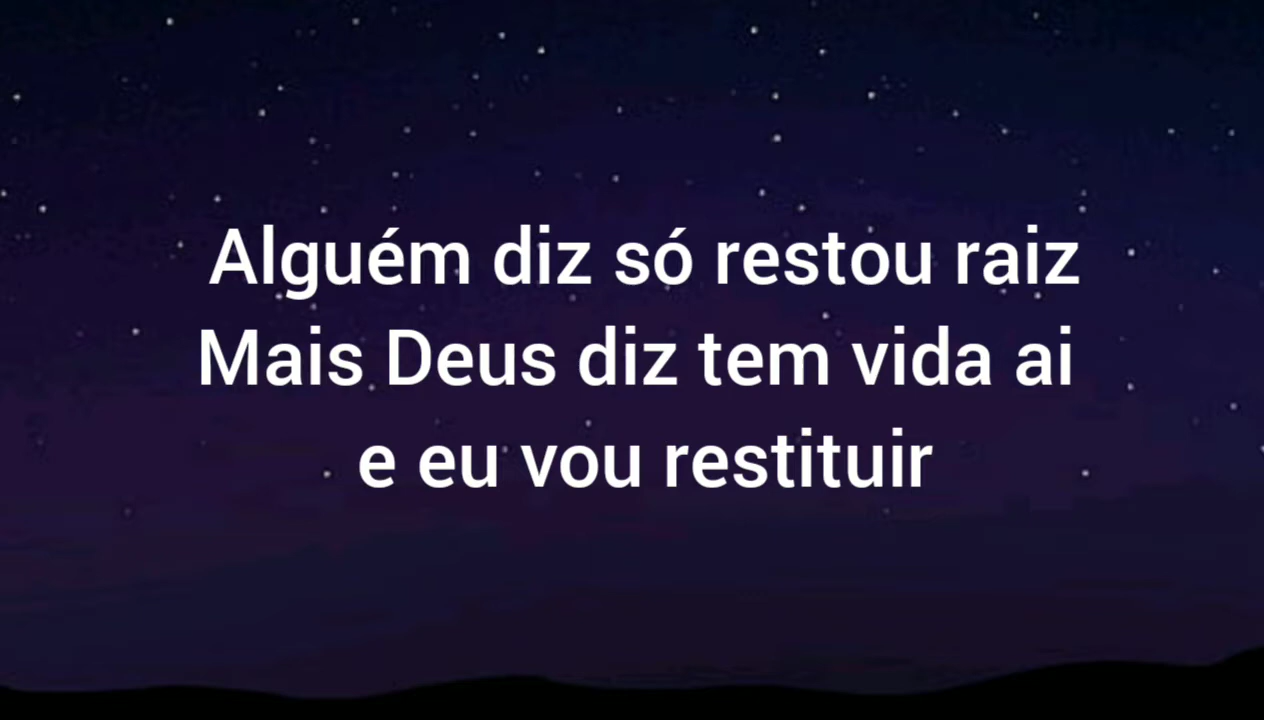 Alguém diz só restou raiz
Mais Deus diz tem vida ai
e eu vou restituir